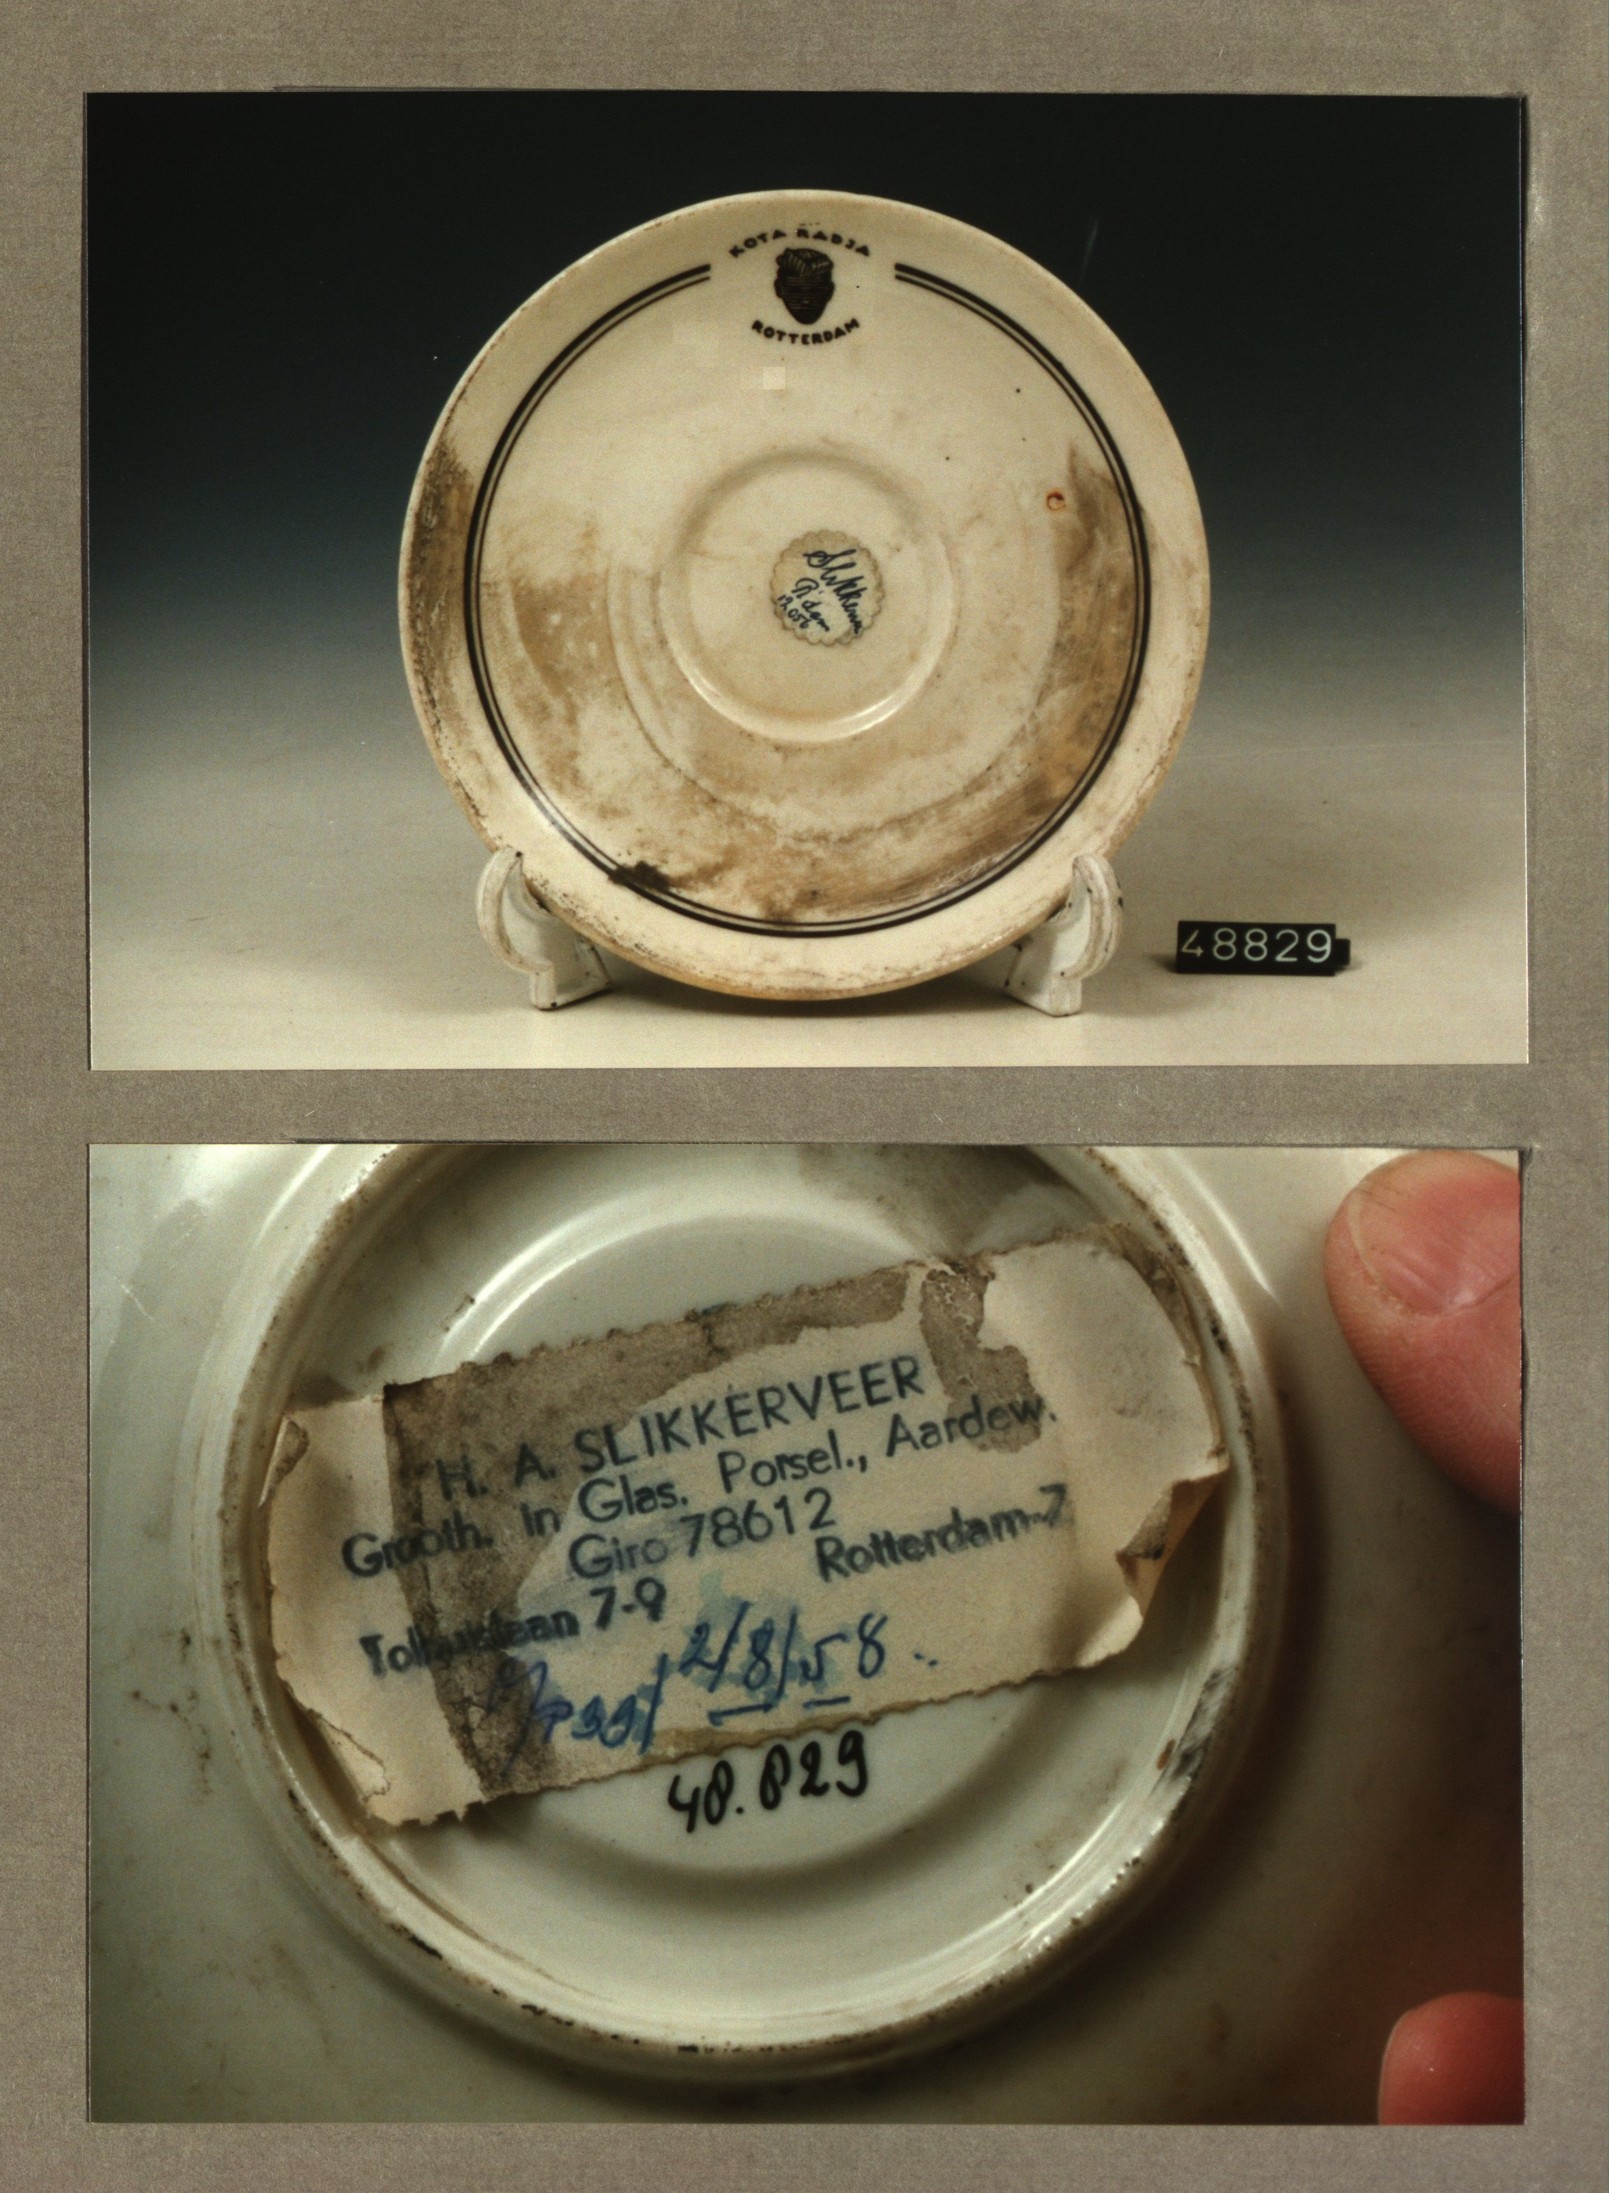 KOTA RADJA
ROTTERDAM
R'dam
48829
H. A. SLIKKERVEER
Grooth. in Glas. Porsel., Aardew.
Giro 78612
7-9 Rotterdam-7
2/8/58.
48.829